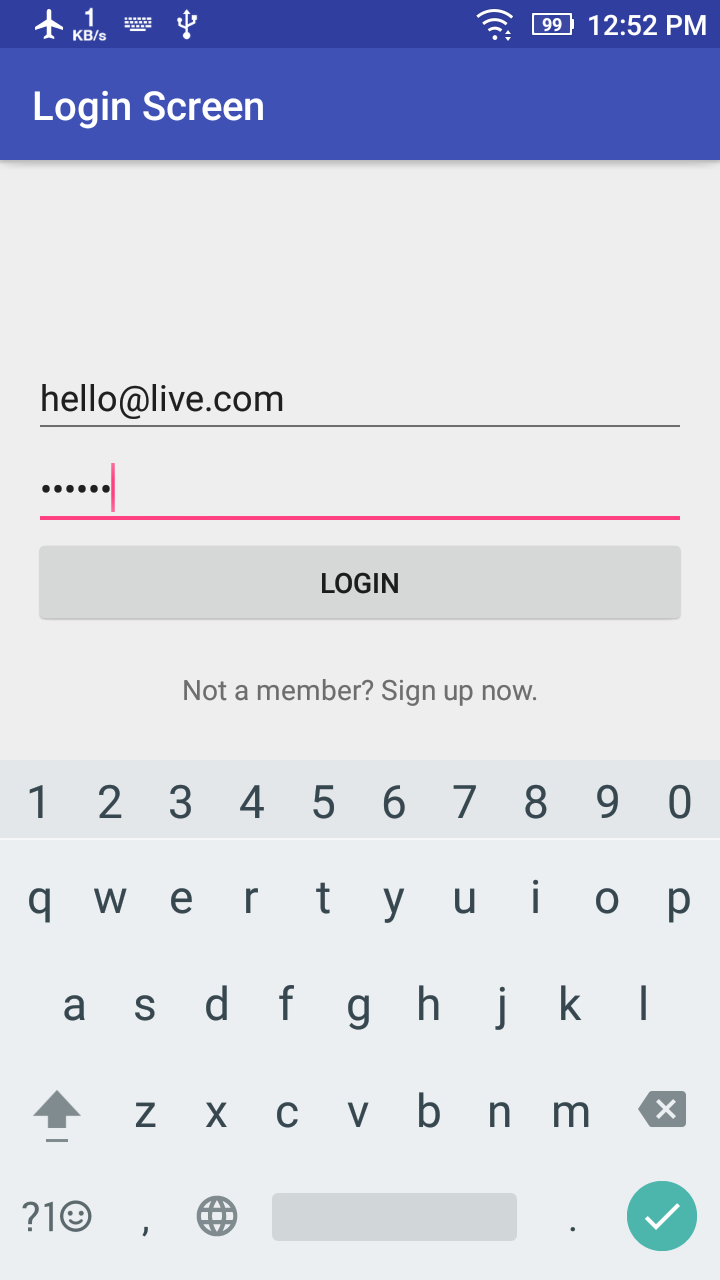 1 KB/s 99 12:52 PM
Login Screen
hello@live.com
••••••
LOGIN
Not a member? Sign up now.
1 2 3 4 5 6 7 8 9 0
q w e r t y u i o p
a s d f g h j k l
z x c v b n m
?1☺ , .